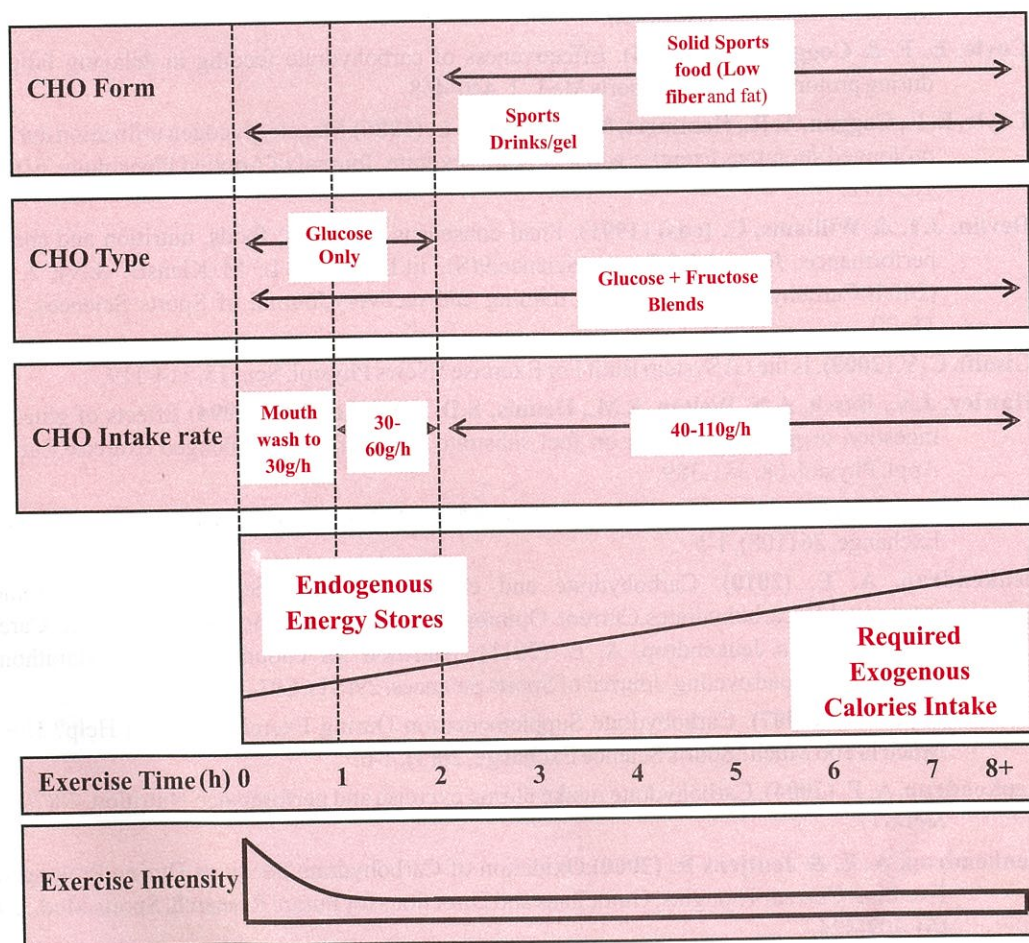 Solid Sports
food (Low
fiber and fat)
CHO Form
Sports
Drinks/gel
Glucose
Only
CHO Type
Glucose + Fructose
Blends
Mouth
wash to
30g/h
30-
60g/h
CHO Intake rate
40-110g/h
Endogenous
Energy Stores
Required
Exogenous
Calories Intake
Exercise Time (h) 0 1 2 3 4 5 6 7 8+
Exercise Intensity